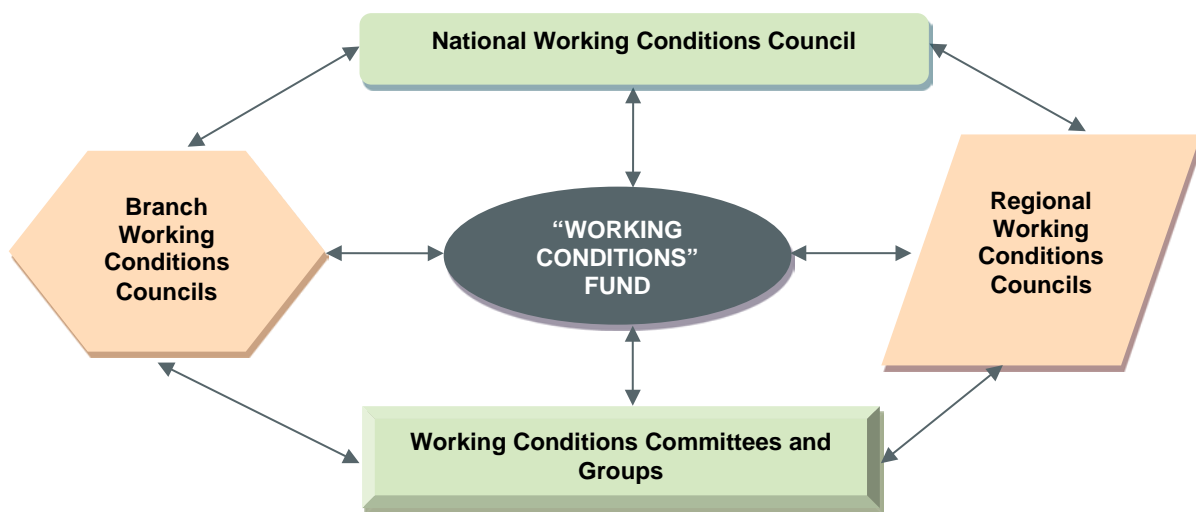 National Working Conditions Council
Branch
Working
Conditions
Councils
“WORKING
CONDITIONS”
FUND
Regional
Working
Conditions
Councils
Working Conditions Committees and
Groups